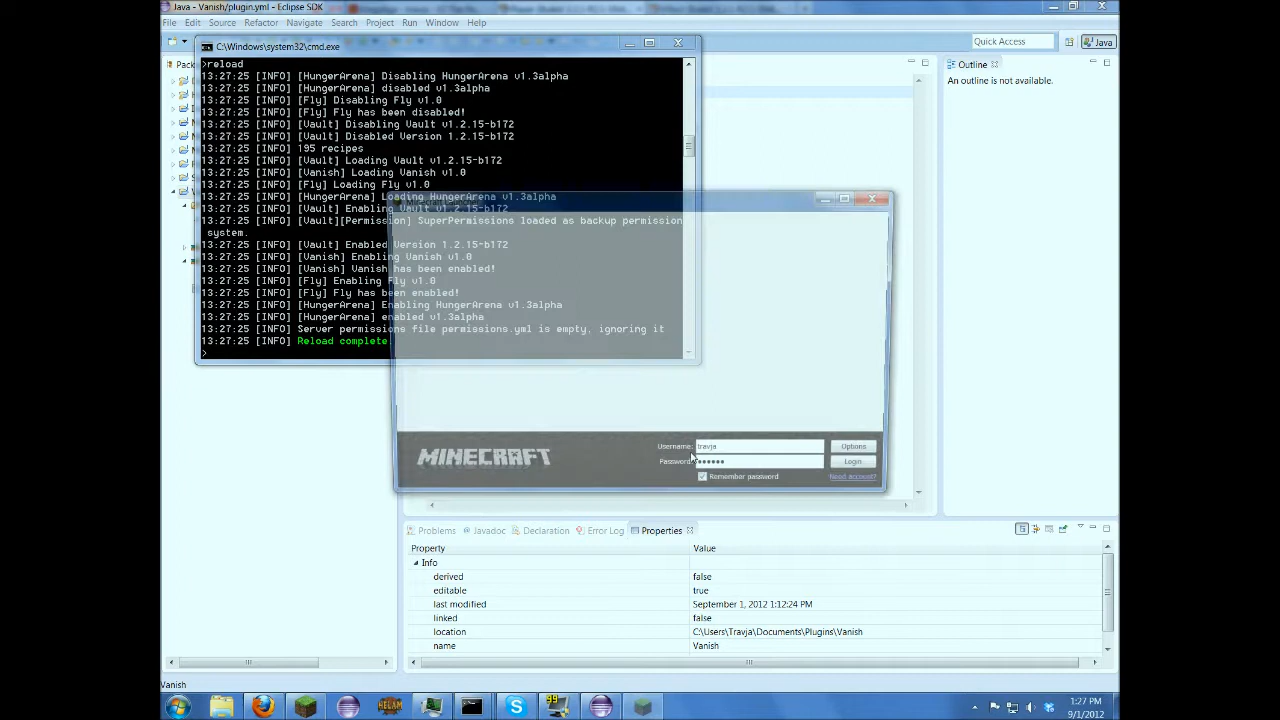 Java - Vanish/plugin.yml - Eclipse SDK
File Edit Source Refactor Navigate Search Project Run Window Help
Quick Access
Java
C:\Windows\system32\cmd.exe
Outline
An outline is not available.
>reload
13:27:25 [INFO] [HungerArena] Disabling HungerArena v1.3alpha
13:27:25 [INFO] [HungerArena] disabled v1.3alpha
13:27:25 [INFO] [Fly] Disabling Fly v1.0
13:27:25 [INFO] [Fly] Fly has been disabled!
13:27:25 [INFO] [Vault] Disabling Vault v1.2.15-b172
13:27:25 [INFO] [Vault] Disabled Version 1.2.15-b172
13:27:25 [INFO] 195 recipes
13:27:25 [INFO] [Vault] Loading Vault v1.2.15-b172
13:27:25 [INFO] [Vanish] Loading Vanish v1.0
13:27:25 [INFO] [Fly] Loading Fly v1.0
13:27:25 [INFO] [HungerArena] Loading HungerArena v1.3alpha
13:27:25 [INFO] [Vault] Enabling Vault v1.2.15-b172
13:27:25 [INFO] [Vault][Permission] SuperPermissions loaded as backup permission
system.
13:27:25 [INFO] [Vault] Enabled Version 1.2.15-b172
13:27:25 [INFO] [Vanish] Enabling Vanish v1.0
13:27:25 [INFO] [Vanish] Vanish has been enabled!
13:27:25 [INFO] [Fly] Enabling Fly v1.0
13:27:25 [INFO] [Fly] Fly has been enabled!
13:27:25 [INFO] [HungerArena] Enabling HungerArena v1.3alpha
13:27:25 [INFO] [HungerArena] enabled v1.3alpha
13:27:25 [INFO] Server permissions file permissions.yml is empty, ignoring it
13:27:25 [INFO] Reload complete.
>
MINECRAFT
Username: travja Options
Password: •••••• Login
Remember password Need account?
Problems Javadoc Declaration Error Log Properties
Property Value
Info
derived false
editable true
last modified September 1, 2012 1:12:24 PM
linked false
location C:\Users\Travja\Documents\Plugins\Vanish
name Vanish
Vanish
1:27 PM
9/1/2012